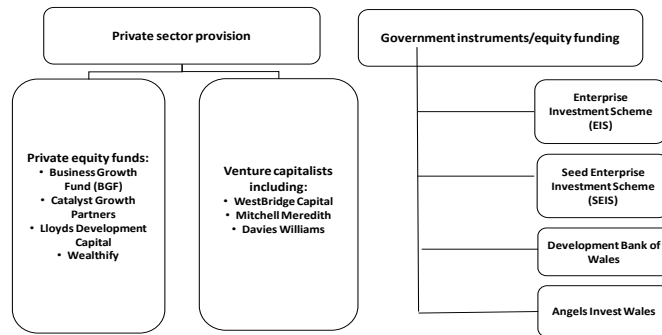 Private sector provision
Government instruments/equity funding
Private equity funds:
• Business Growth
Fund (BGF)
• Catalyst Growth
Partners
• Lloyds Development
Capital
• Wealthify
Venture capitalists
including:
• WestBridge Capital
• Mitchell Meredith
• Davies Williams
Enterprise
Investment Scheme
(EIS)
Seed Enterprise
Investment Scheme
(SEIS)
Development Bank of
Wales
Angels Invest Wales